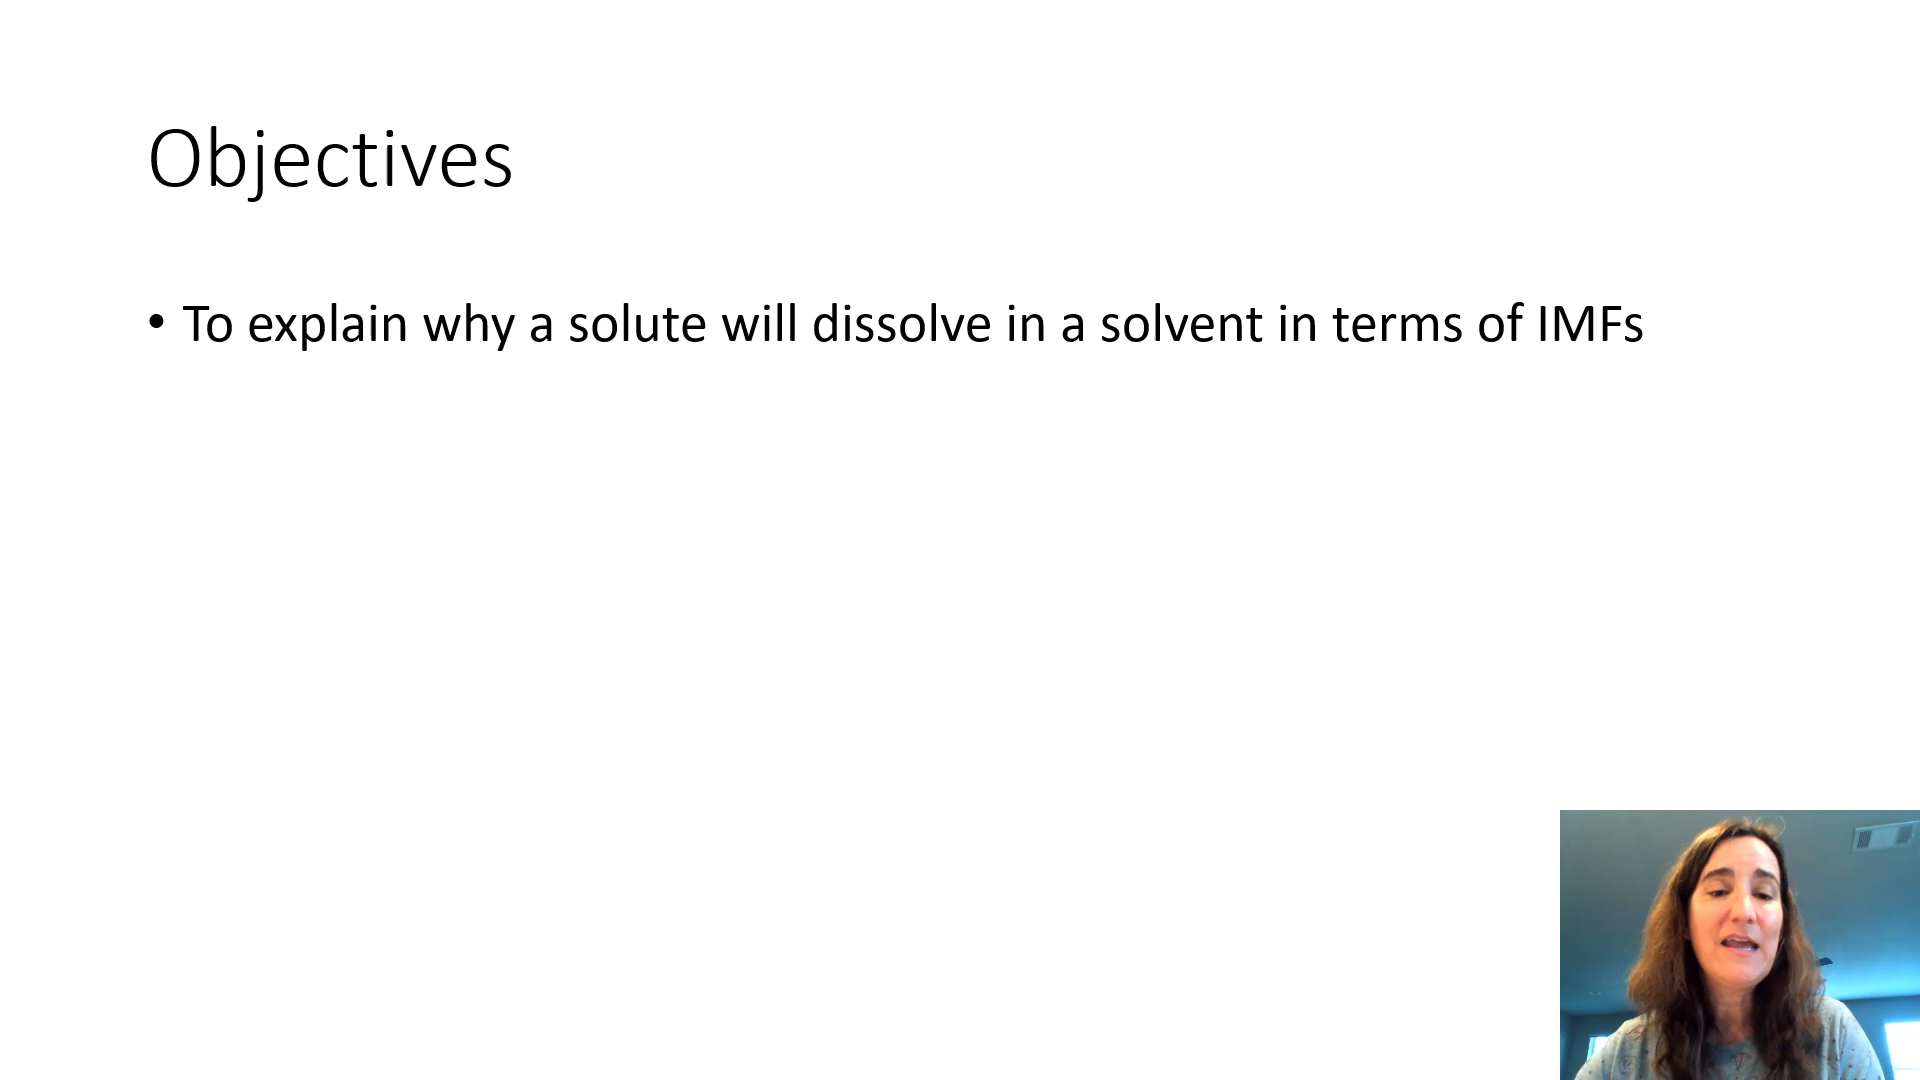 Objectives
• To explain why a solute will dissolve in a solvent in terms of IMFs